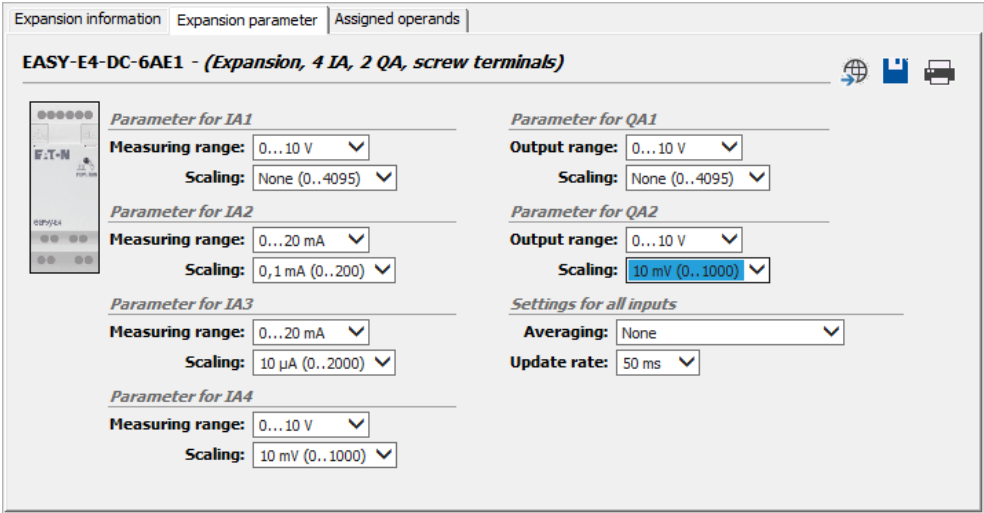 Expansion information Expansion parameter Assigned operands
EASY-E4-DC-6AE1 - (Expansion, 4 IA, 2 QA, screw terminals)
Parameter for IA1
Measuring range: 0...10 V
Scaling: None (0..4095)
Parameter for IA2
Measuring range: 0...20 mA
Scaling: 0,1 mA (0..200)
Parameter for IA3
Measuring range: 0...20 mA
Scaling: 10 µA (0..2000)
Parameter for IA4
Measuring range: 0...10 V
Scaling: 10 mV (0..1000)
Parameter for QA1
Output range: 0...10 V
Scaling: None (0..4095)
Parameter for QA2
Output range: 0...10 V
Scaling: 10 mV (0..1000)
Settings for all inputs
Averaging: None
Update rate: 50 ms
E·T·N